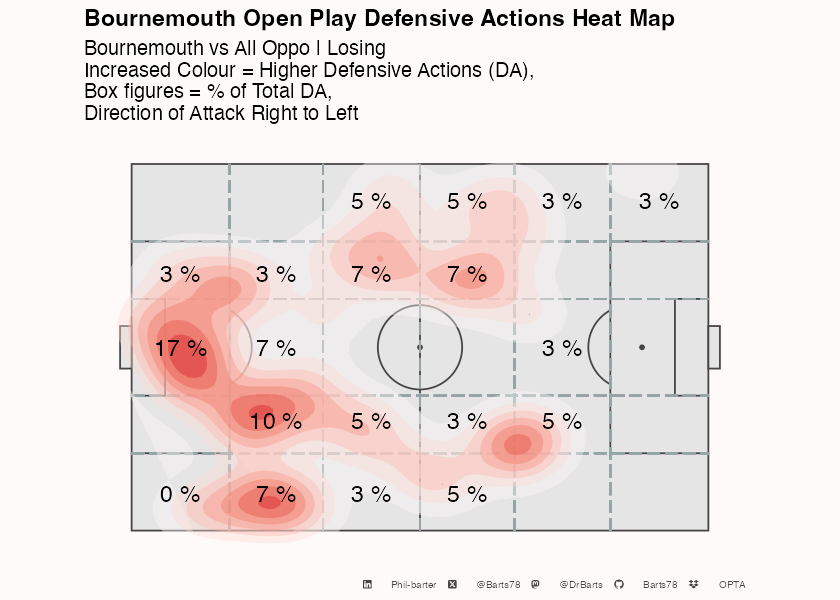 Bournemouth Open Play Defensive Actions Heat Map
Bournemouth vs All Oppo | Losing
Increased Colour = Higher Defensive Actions (DA),
Box figures = % of Total DA,
Direction of Attack Right to Left
5 % 5 % 3 % 3 %
3 % 3 % 7 % 7 %
17 % 7 % 3 %
10 % 5 % 3 % 5 %
0 % 7 % 3 % 5 %
Phil-barter @Barts78 @DrBarts Barts78 OPTA